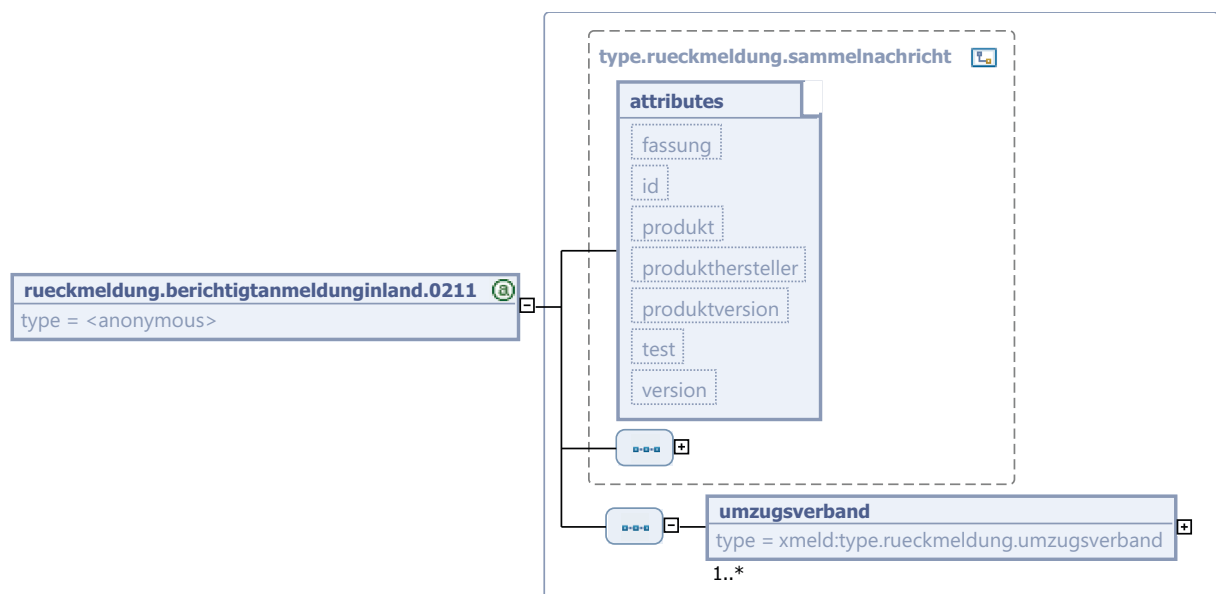 type.rueckmeldung.sammelnachricht
attributes
fassung
id
produkt
produkthersteller
produktversion
test
version
rueckmeldung.berichtigtanmeldunginland.0211
type = <anonymous>
umzugsverband
type = xmeld:type.rueckmeldung.umzugsverband
1..*